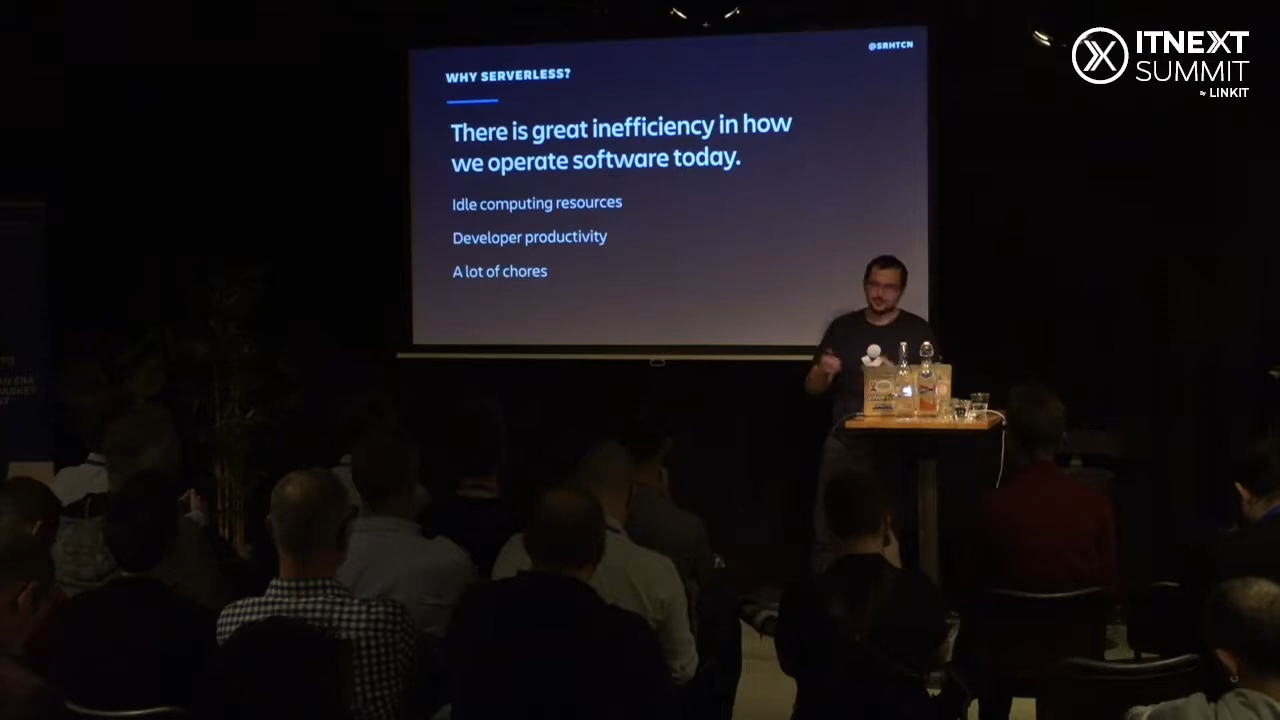 @SRHTCN
WHY SERVERLESS?
There is great inefficiency in how
we operate software today.
Idle computing resources
Developer productivity
A lot of chores
ITNEXT
SUMMIT
By LINKIT